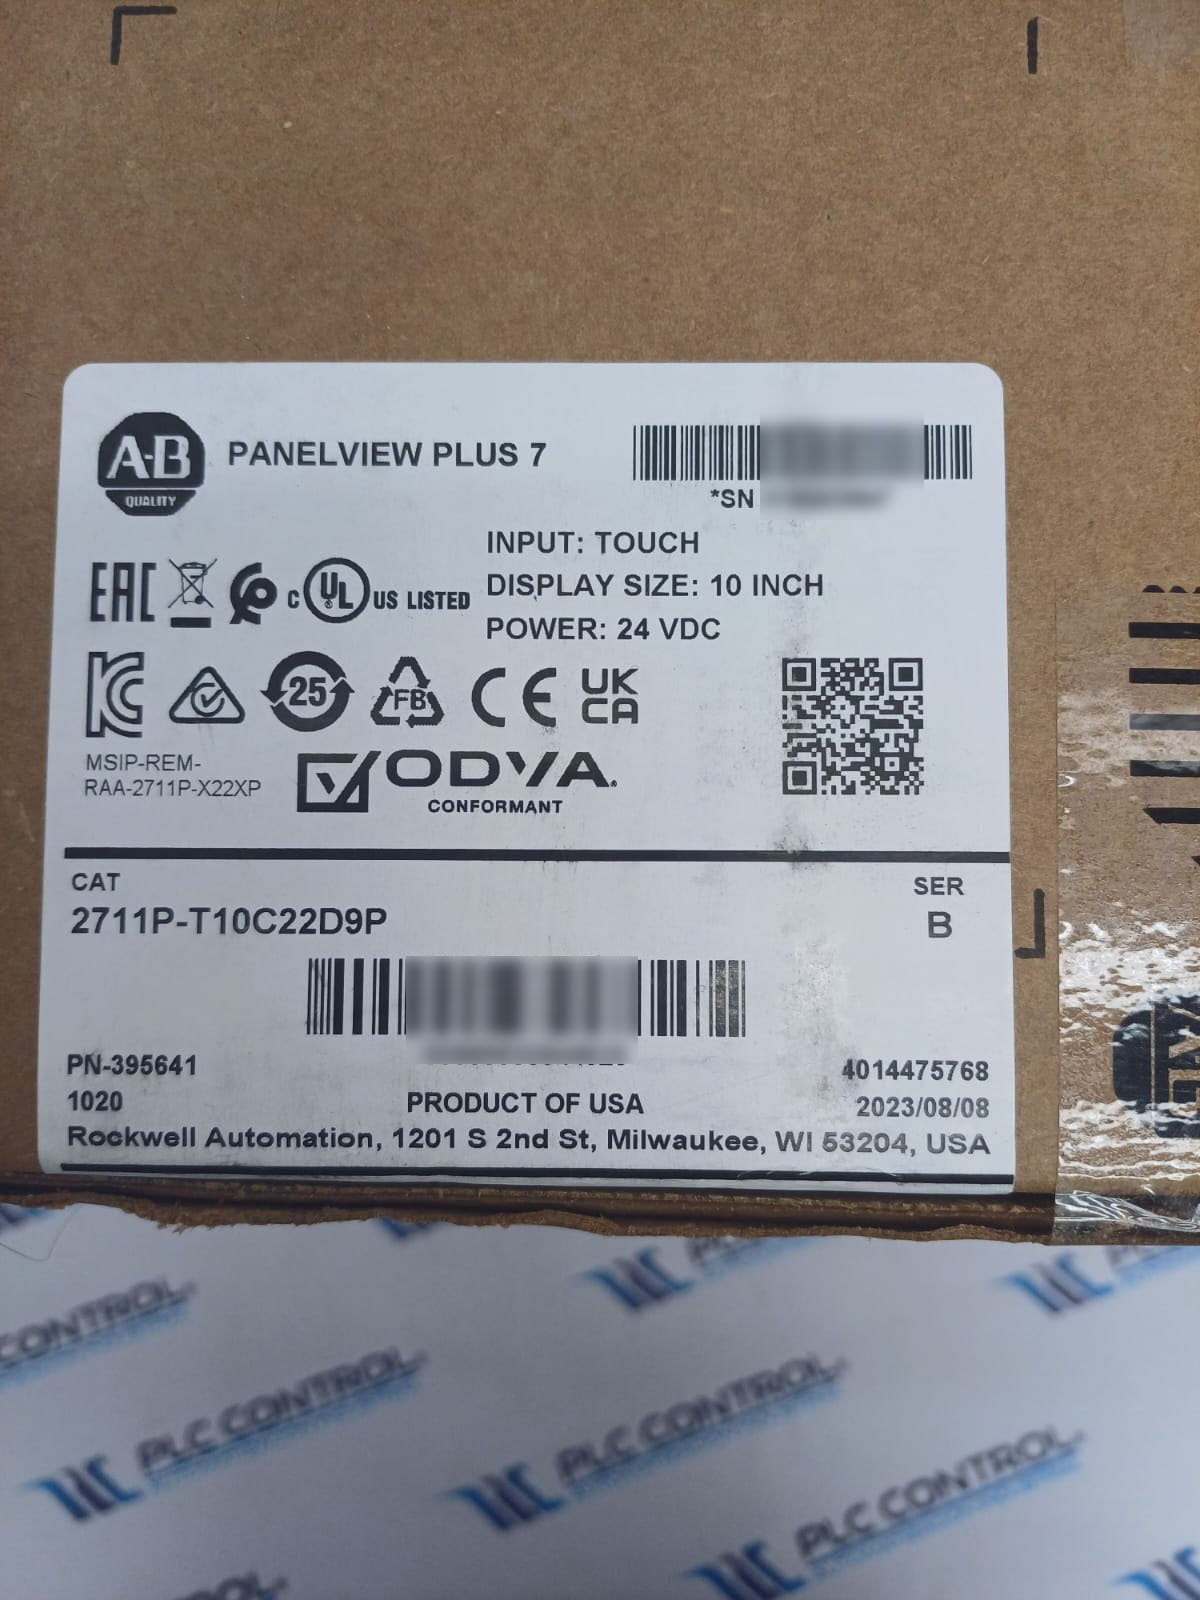 A-B
QUALITY
PANELVIEW PLUS 7
*SN
INPUT: TOUCH
DISPLAY SIZE: 10 INCH
POWER: 24 VDC
EAC
C UL US LISTED
KC
25
FB
CE
UK
CA
MSIP-REM-
RAA-2711P-X22XP
ODVA
CONFORMANT
CAT
SER
2711P-T10C22D9P
B
PN-395641
4014475768
1020
PRODUCT OF USA
2023/08/08
Rockwell Automation, 1201 S 2nd St, Milwaukee, WI 53204, USA
PLC CONTROL
PLC CONTROL
PLC CONTROL